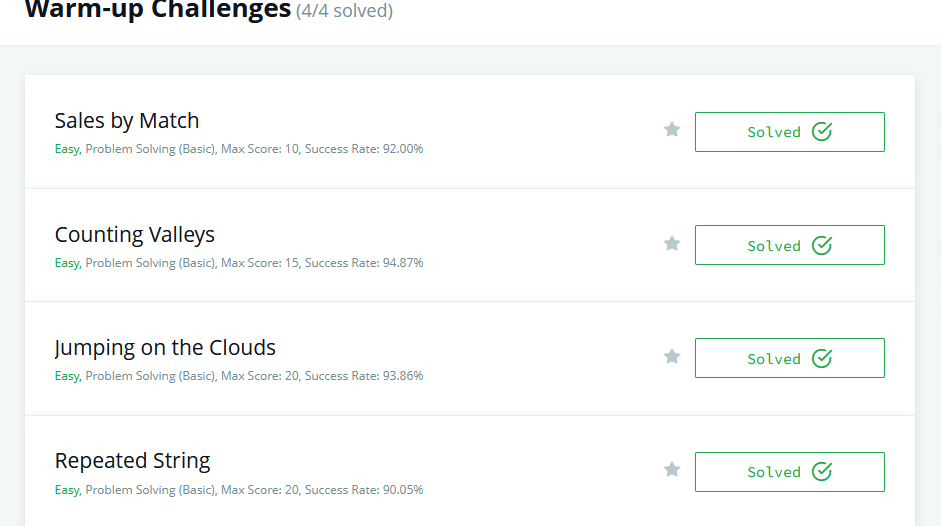 Warm-up Challenges (4/4 solved)
Sales by Match
Solved
Easy, Problem Solving (Basic), Max Score: 10, Success Rate: 92.00%
Counting Valleys
Solved
Easy, Problem Solving (Basic), Max Score: 15, Success Rate: 94.87%
Jumping on the Clouds
Solved
Easy, Problem Solving (Basic), Max Score: 20, Success Rate: 93.86%
Repeated String
Solved
Easy, Problem Solving (Basic), Max Score: 20, Success Rate: 90.05%